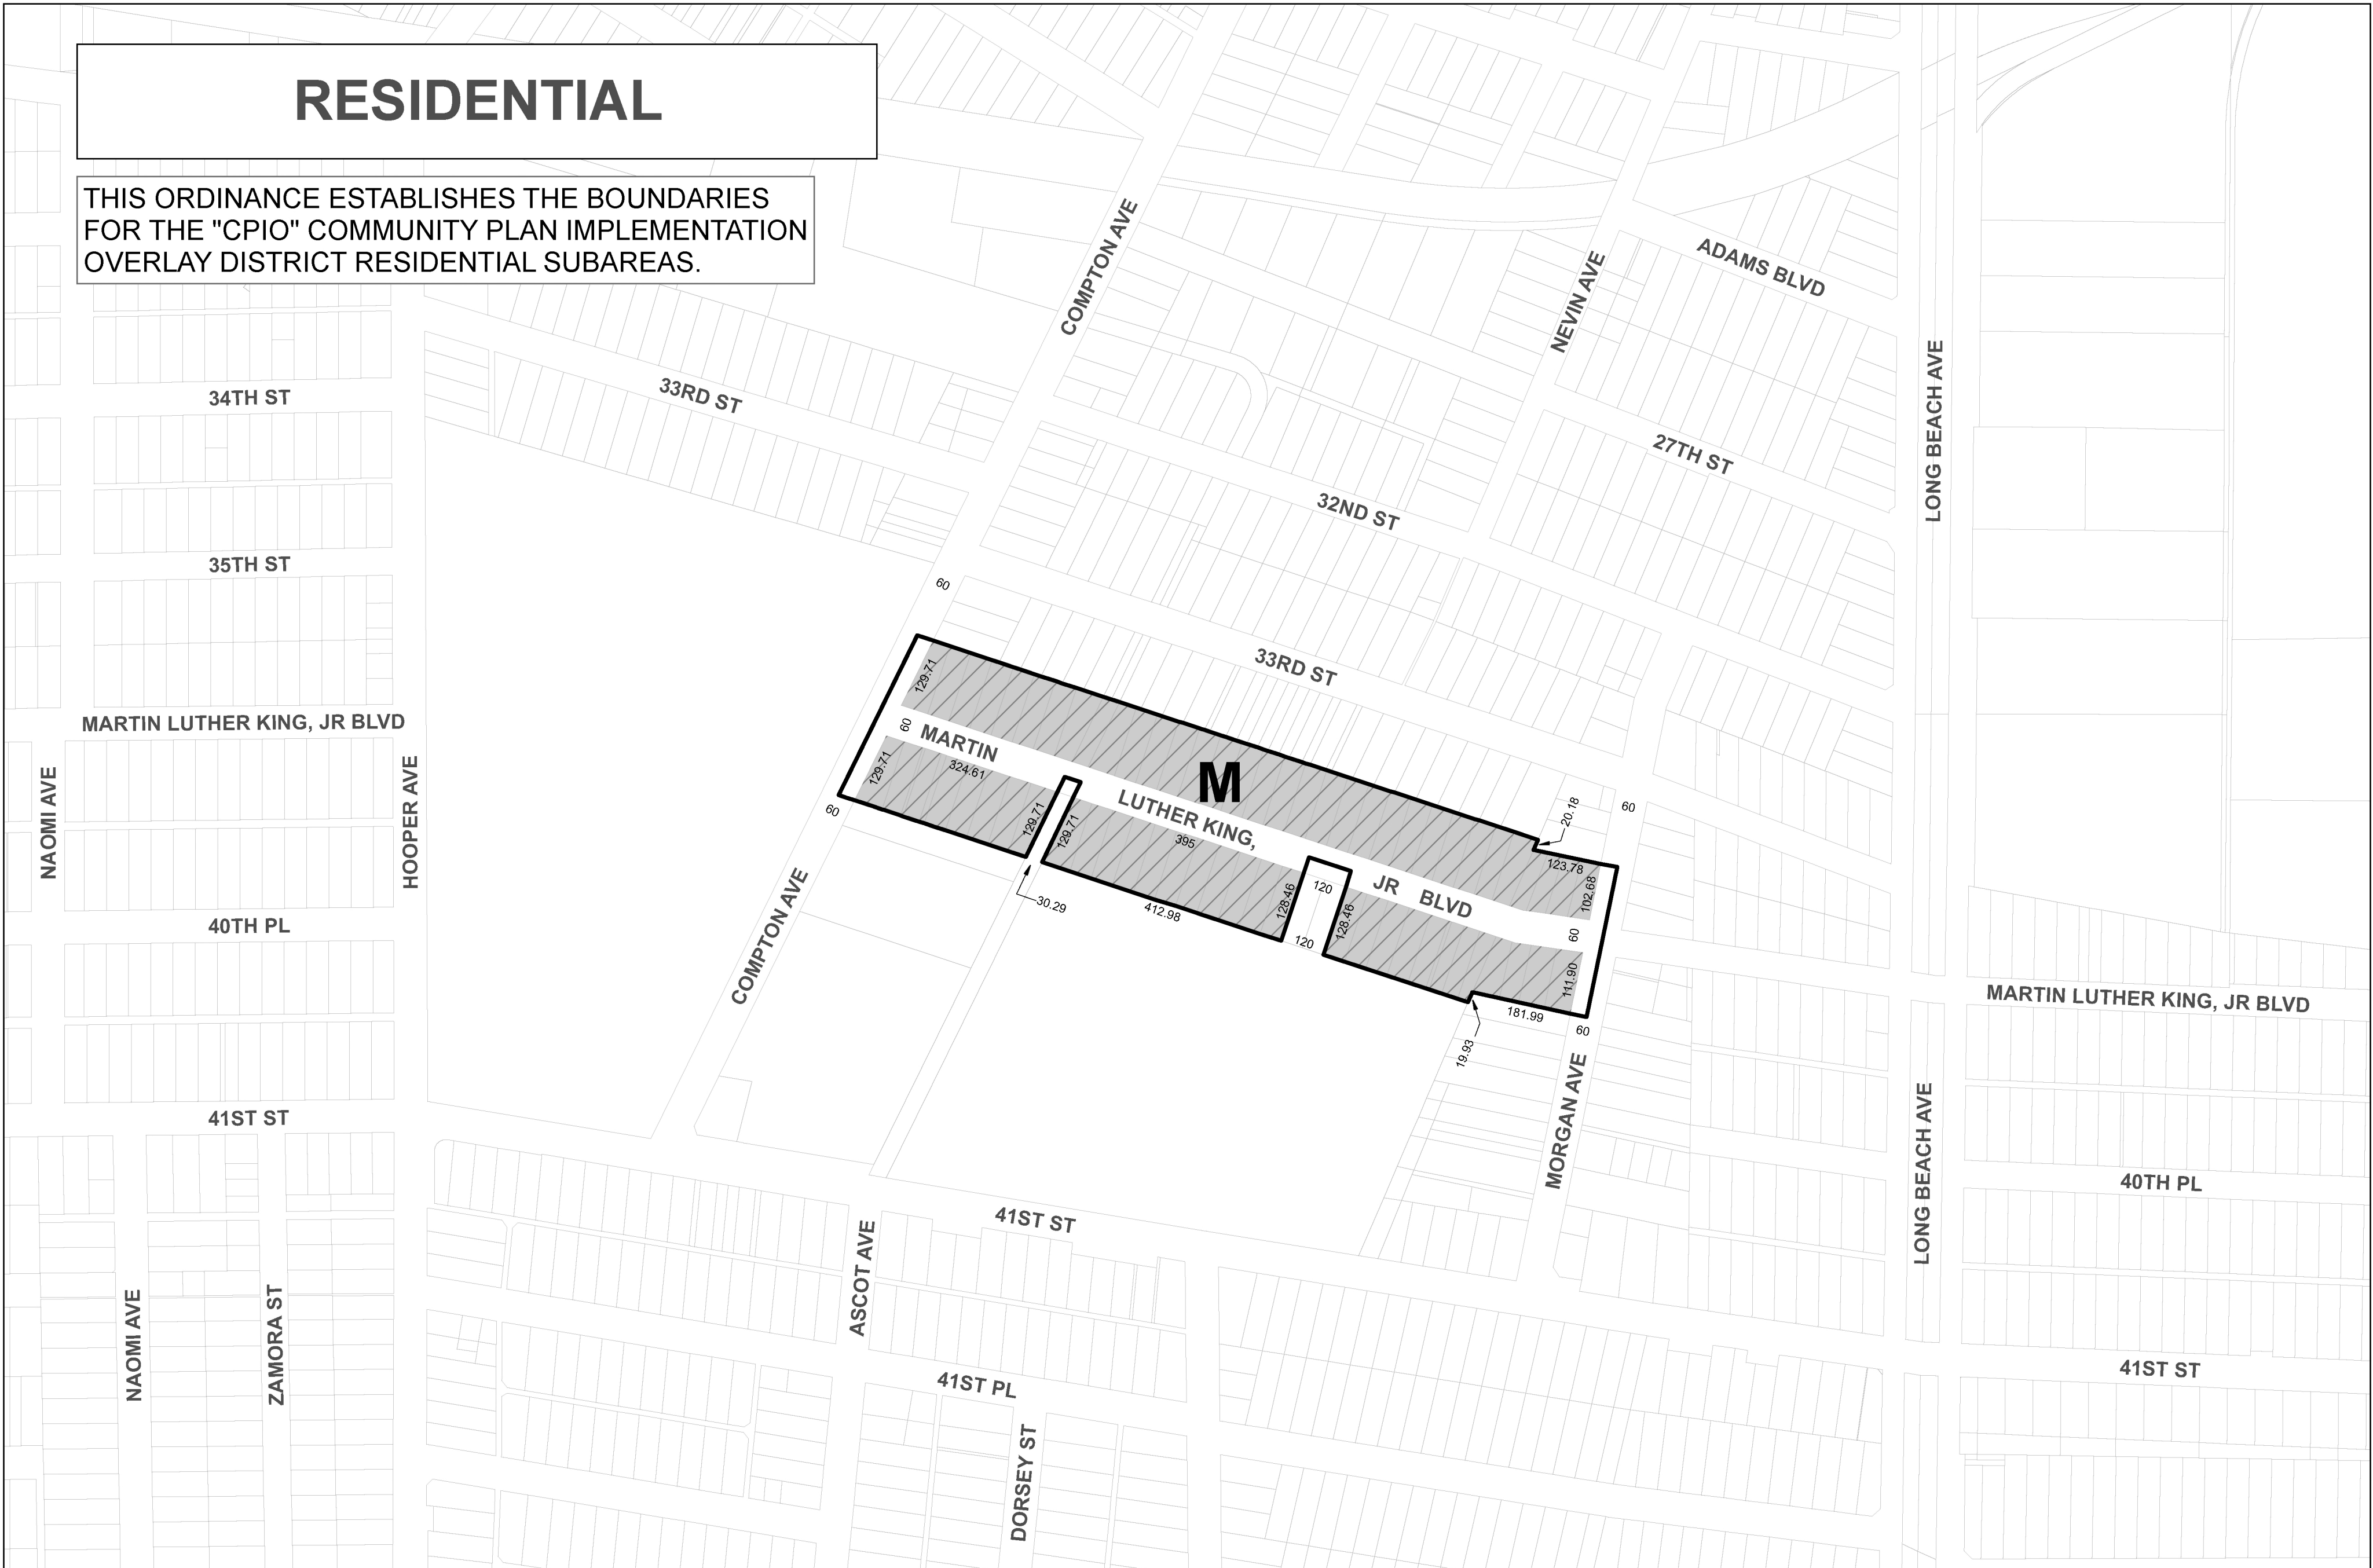 RESIDENTIAL
THIS ORDINANCE ESTABLISHES THE BOUNDARIES
FOR THE "CPIO" COMMUNITY PLAN IMPLEMENTATION
OVERLAY DISTRICT RESIDENTIAL SUBAREAS.
COMPTON AVE
ADAMS BLVD
NEVIN AVE
34TH ST
33RD ST
LONG BEACH AVE
27TH ST
32ND ST
35TH ST
60
33RD ST
129.71
MARTIN LUTHER KING, JR BLVD
60
MARTIN
324.61
129.71
M
LUTHER KING,
395
60
129.71
129.71
20.18
60
123.78
102.68
NAOMI AVE
HOOPER AVE
JR BLVD
120
128.46
128.46
120
412.98
30.29
60
111.90
40TH PL
COMPTON AVE
181.99
60
19.93
MARTIN LUTHER KING, JR BLVD
41ST ST
MORGAN AVE
LONG BEACH AVE
40TH PL
41ST ST
ASCOT AVE
NAOMI AVE
ZAMORA ST
41ST PL
41ST ST
DORSEY ST